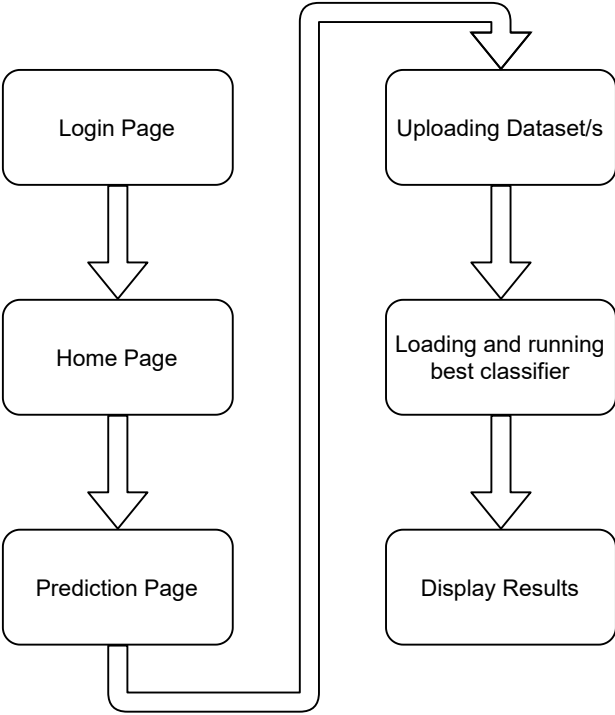 Login Page
Home Page
Prediction Page
Uploading Dataset/s
Loading and running
best classifier
Display Results